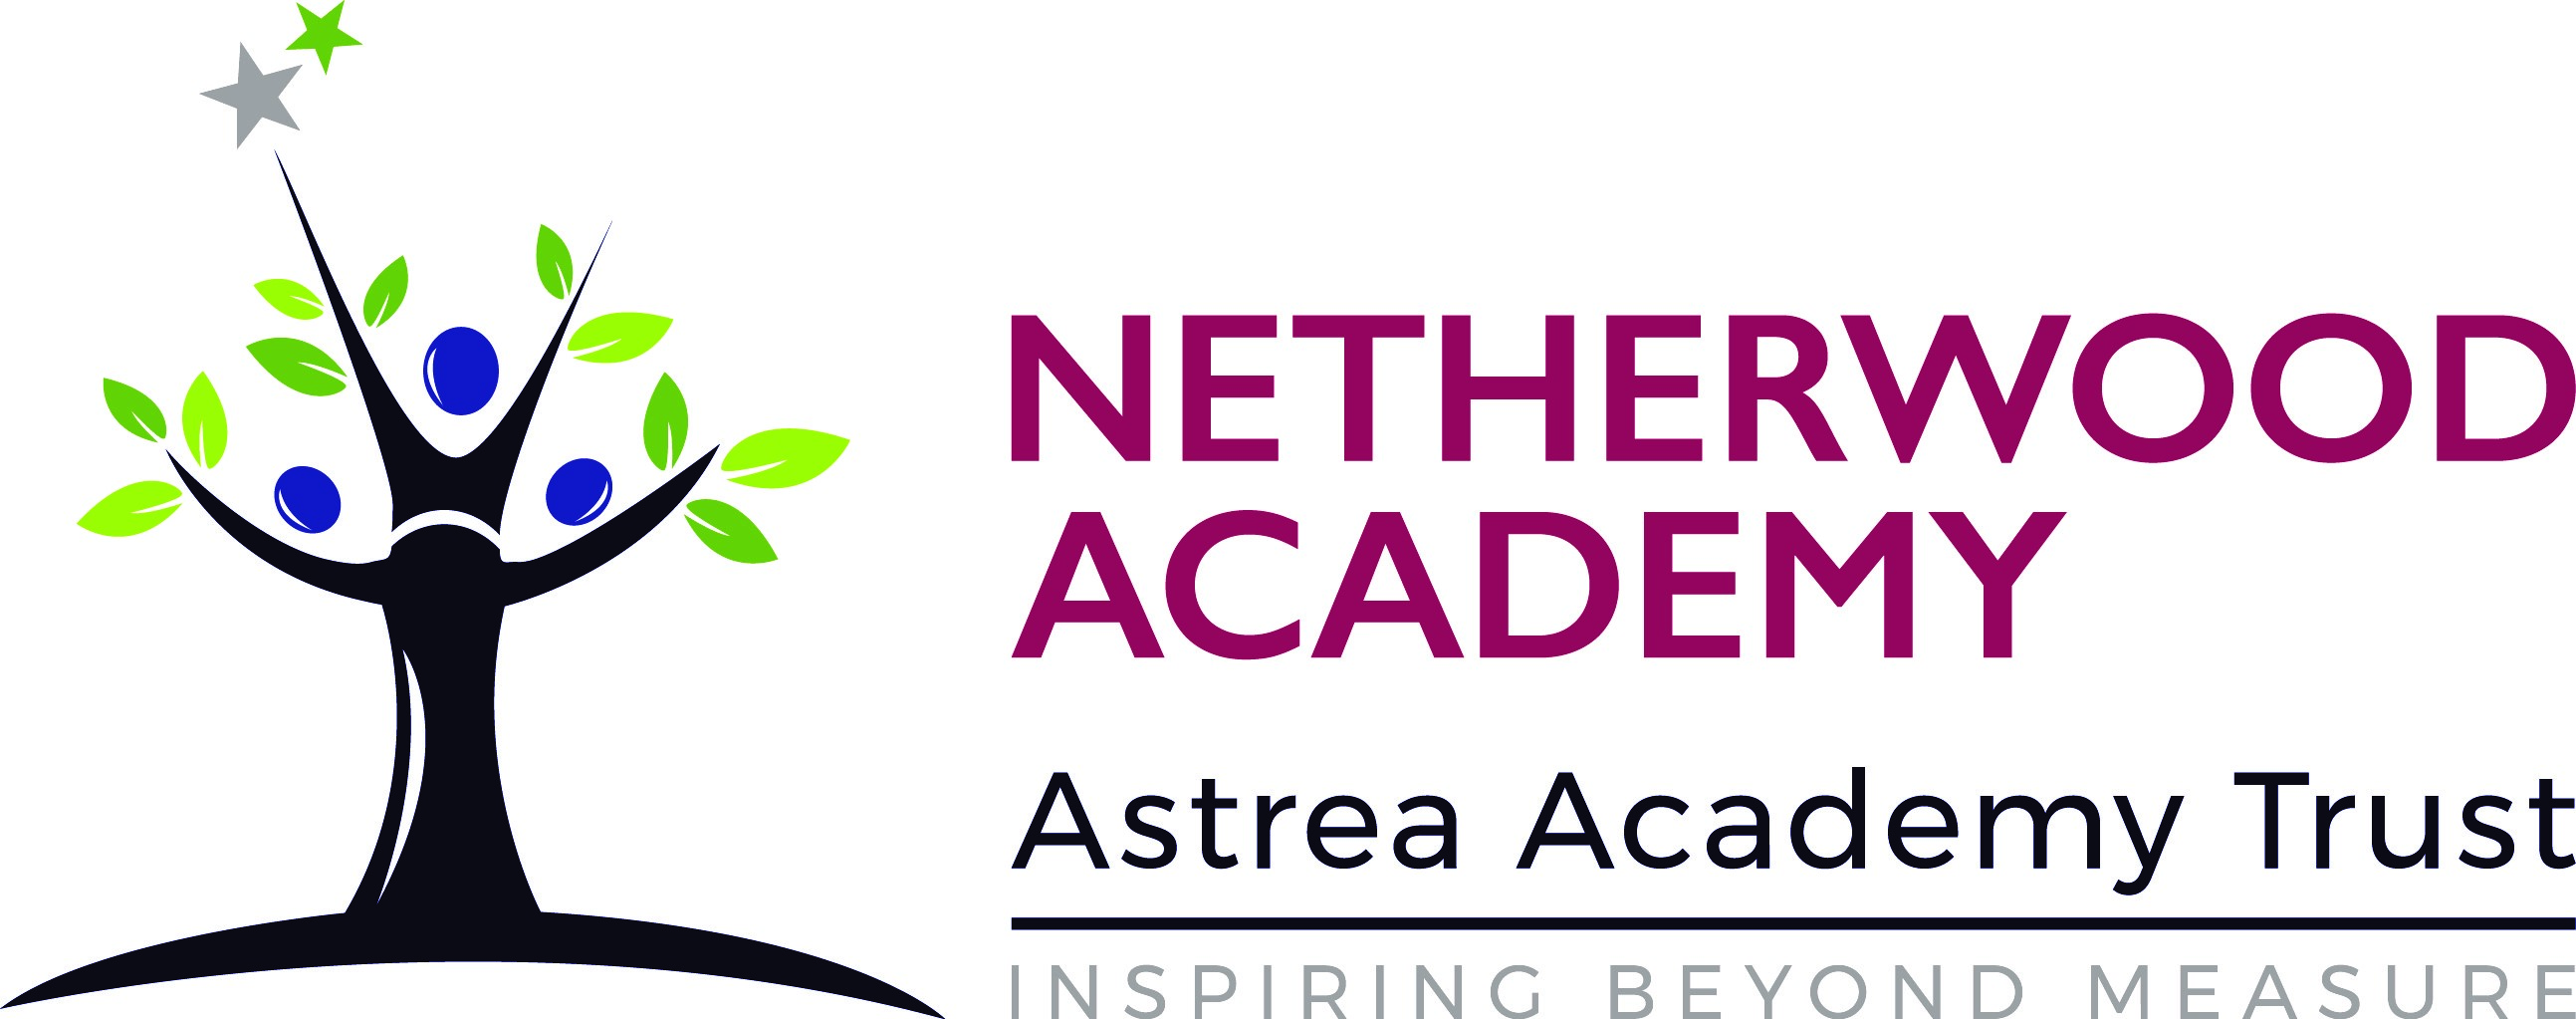 NETHERWOOD
ACADEMY
Astrea Academy Trust
INSPIRING BEYOND MEASURE